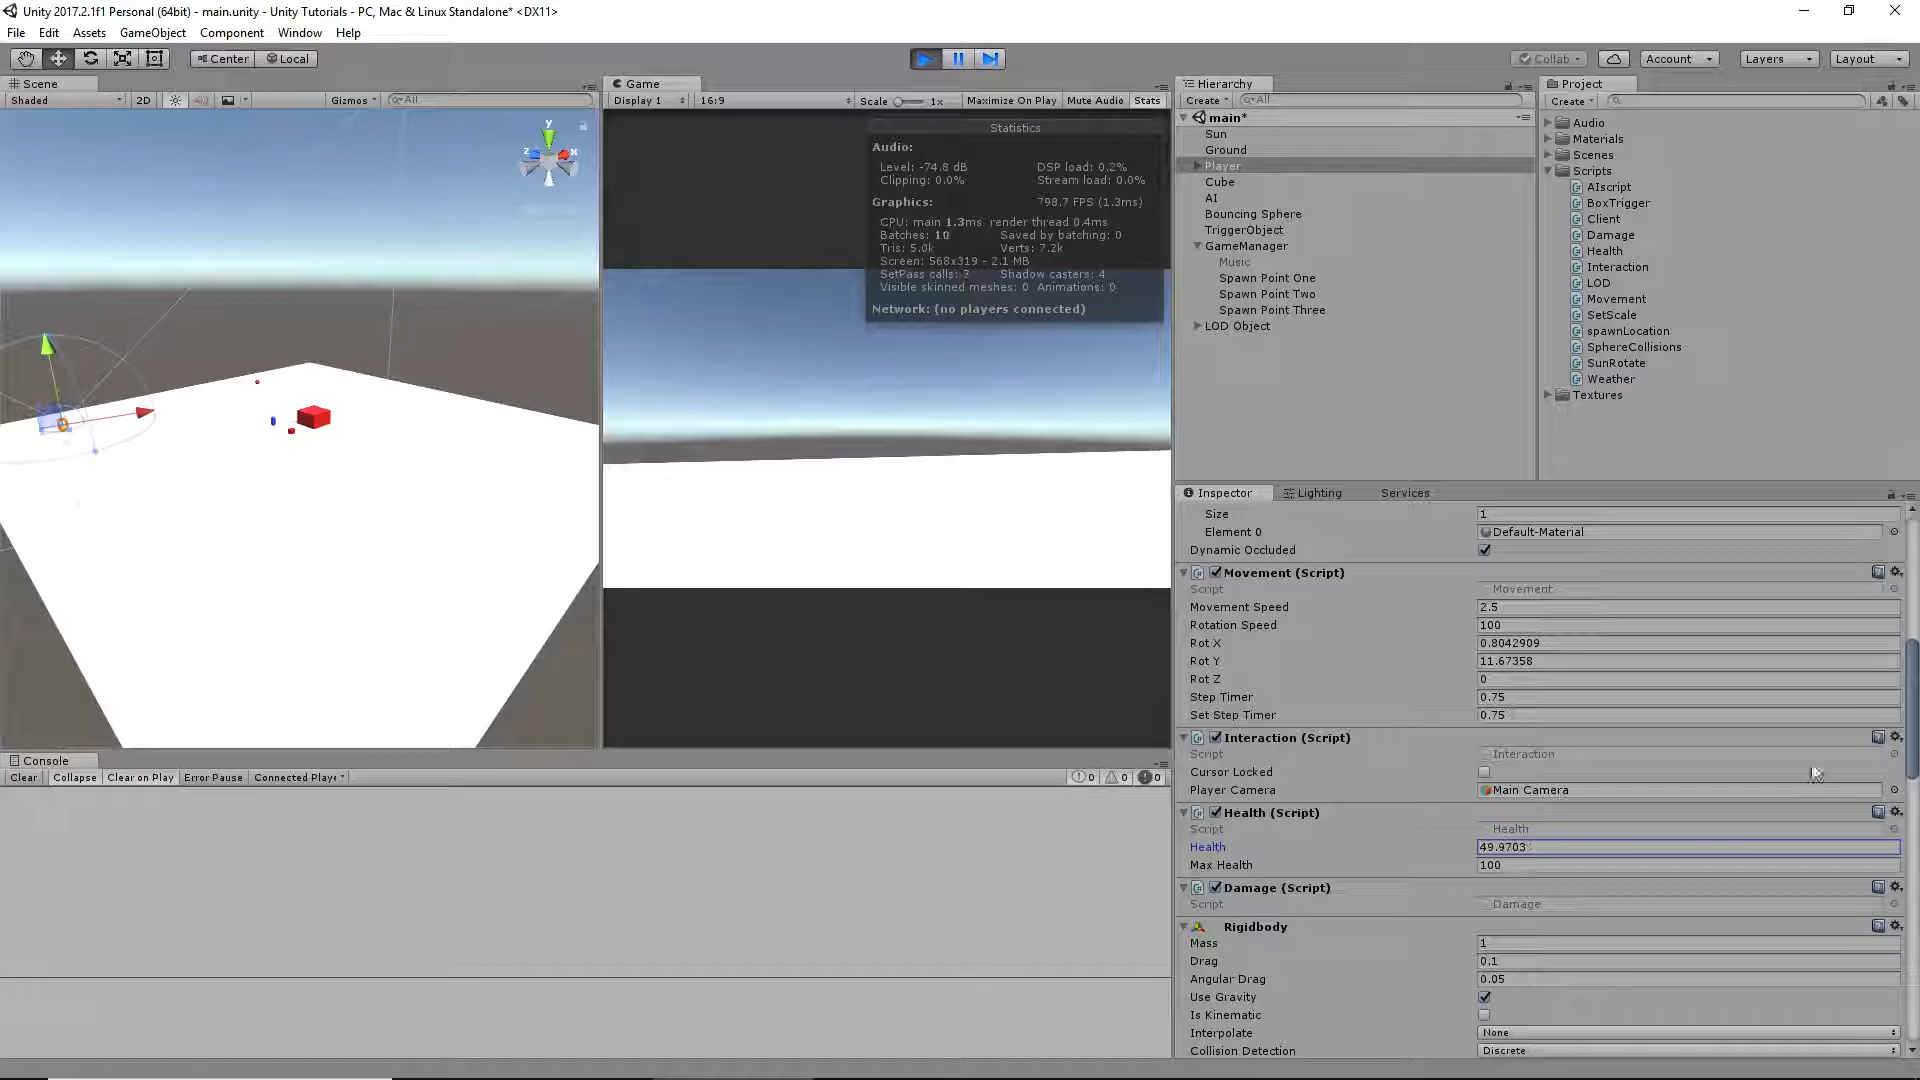 Unity 2017.2.1f1 Personal (64bit) - main.unity - Unity Tutorials - PC, Mac & Linux Standalone* <DX11>
File Edit Assets GameObject Component Window Help
Center Local
Collab Account Layers Layout
Scene
Shaded 2D Gizmos All
y
z x
Game
Display 1 16:9 Scale 1x Maximize On Play Mute Audio Stats
Statistics
Audio:
Level: -74.8 dB DSP load: 0.2%
Clipping: 0.0% Stream load: 0.0%
Graphics: 798.7 FPS (1.3ms)
CPU: main 1.3ms render thread 0.4ms
Batches: 10 Saved by batching: 0
Tris: 5.0k Verts: 7.2k
Screen: 568x319 - 2.1 MB
SetPass calls: 7 Shadow casters: 4
Visible skinned meshes: 0 Animations: 0
Network: (no players connected)
Hierarchy
Create All
main*
Sun
Ground
Player
Cube
AI
Bouncing Sphere
TriggerObject
GameManager
Music
Spawn Point One
Spawn Point Two
Spawn Point Three
LOD Object
Project
Create
Audio
Materials
Scenes
Scripts
AIscript
BoxTrigger
Client
Damage
Health
Interaction
LOD
Movement
SetScale
spawnLocation
SphereCollisions
SunRotate
Weather
Textures
Inspector Lighting Services
Size 1
Element 0 Default-Material
Dynamic Occluded
Movement (Script)
Script Movement
Movement Speed 2.5
Rotation Speed 100
Rot X 0.8042909
Rot Y 11.67358
Rot Z 0
Step Timer 0.75
Set Step Timer 0.75
Interaction (Script)
Script Interaction
Cursor Locked
Player Camera Main Camera
Health (Script)
Script Health
Health
Max Health 100
Damage (Script)
Script Damage
Rigidbody
Mass 1
Drag 0.1
Angular Drag 0.05
Use Gravity
Is Kinematic
Interpolate None
Collision Detection Discrete
Console
Clear Collapse Clear on Play Error Pause Connected Playe
0 0 0